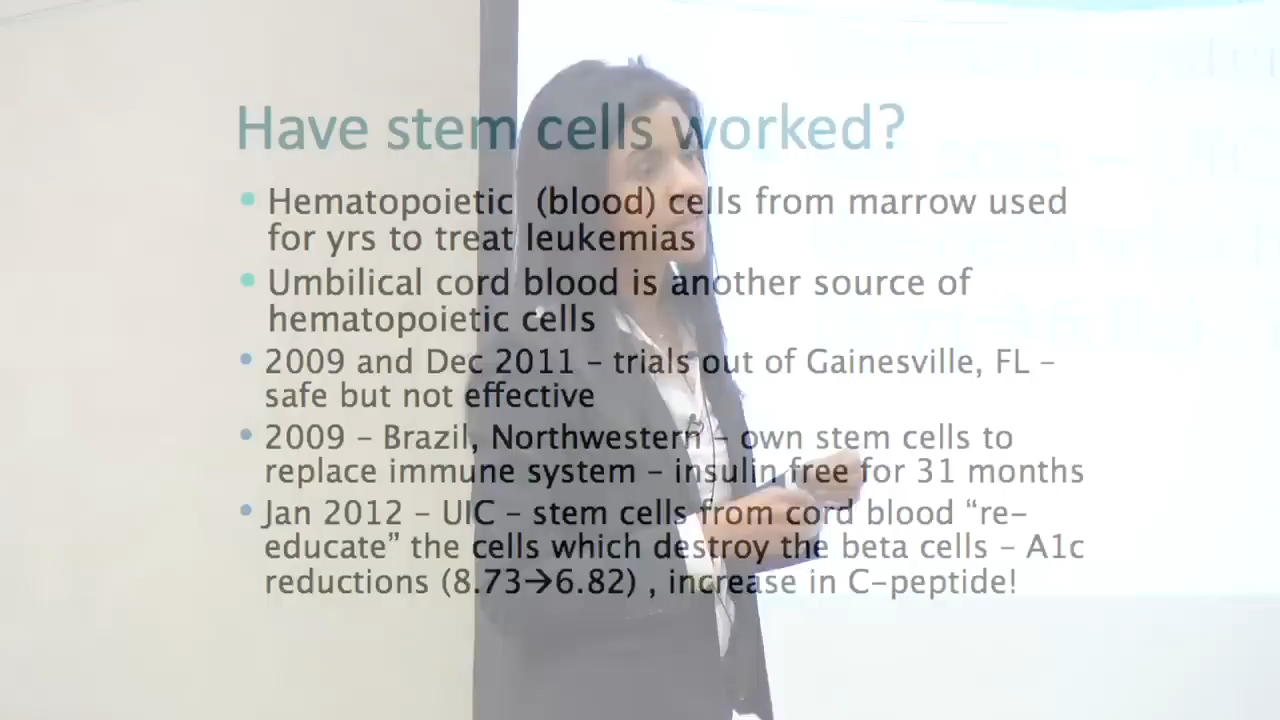 Have stem cells worked?
• Hematopoietic (blood) cells from marrow used
for yrs to treat leukemias
• Umbilical cord blood is another source of
hematopoietic cells
• 2009 and Dec 2011 – trials out of Gainesville, FL –
safe but not effective
• 2009 – Brazil, Northwestern – own stem cells to
replace immune system – insulin free for 31 months
• Jan 2012 – UIC – stem cells from cord blood “re-
educate” the cells which destroy the beta cells – A1c
reductions (8.73→6.82) , increase in C-peptide!